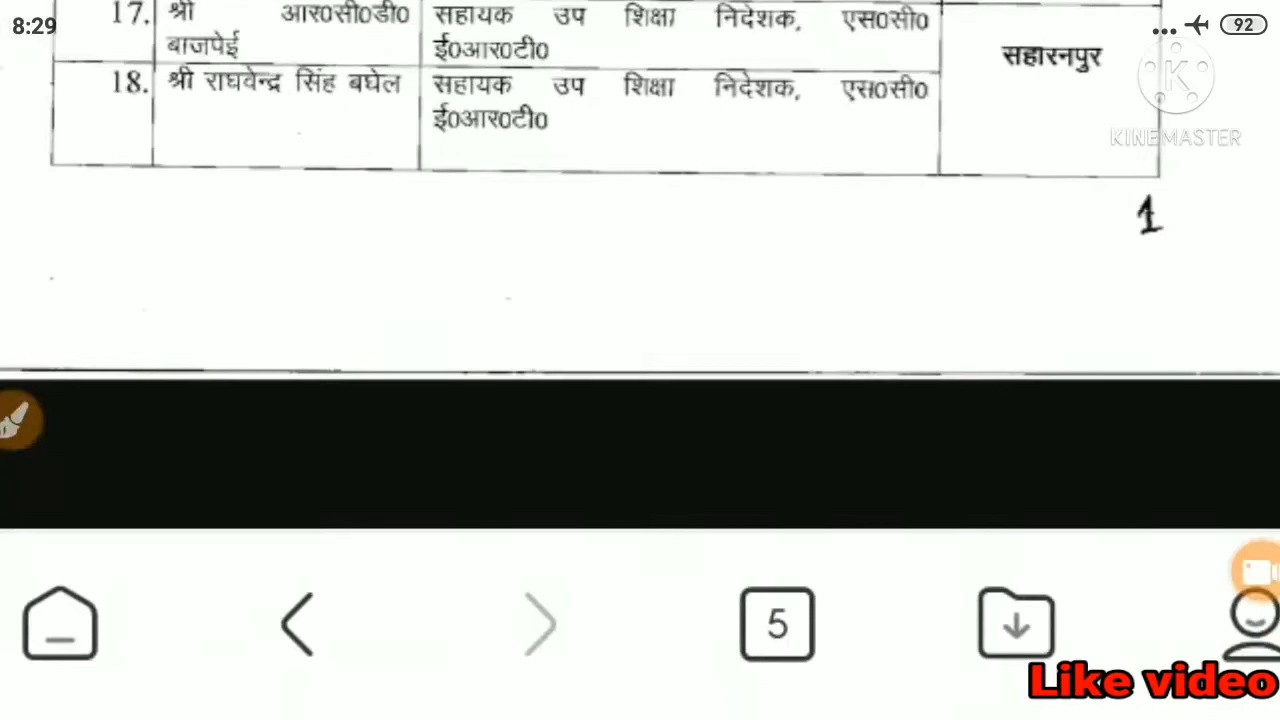 8:29
92
17. श्री आर0सी0डी0 सहायक उप शिक्षा निदेशक, एस0सी0
बाजपेई ई0आर0टी0
सहारनपुर
18. श्री राघवेन्द्र सिंह बघेल सहायक उप शिक्षा निदेशक, एस0सी0
ई0आर0टी0
K
KINEMASTER
1
5
Like video